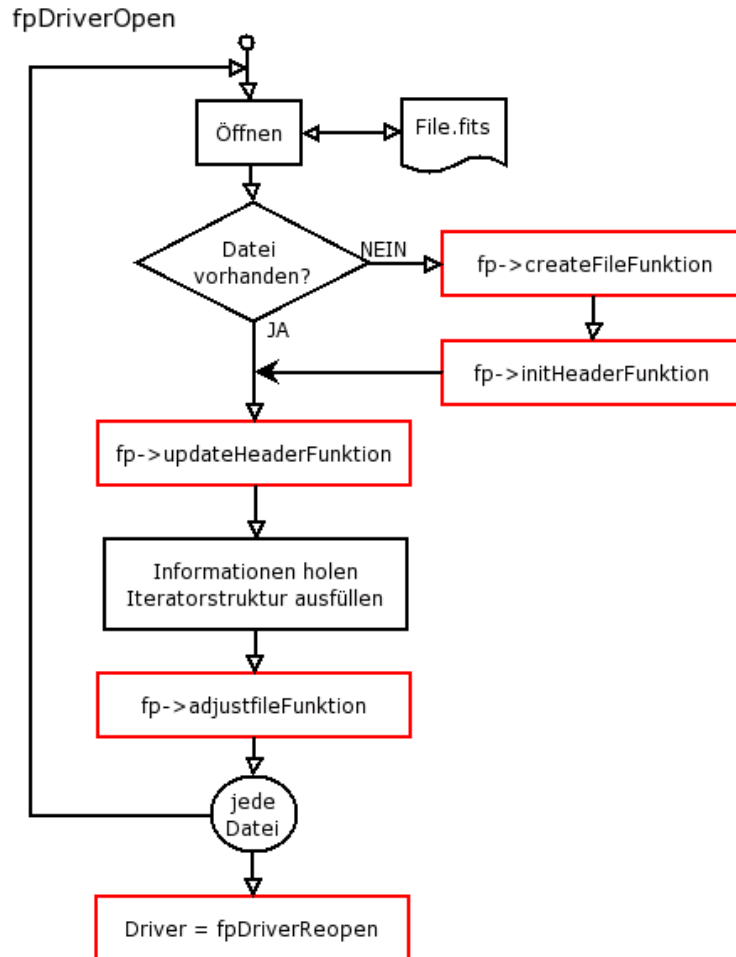 fpDriverOpen
Öffnen
File.fits
Datei
vorhanden?
NEIN
fp->createFileFunktion
JA
fp->initHeaderFunktion
fp->updateHeaderFunktion
Informationen holen
Iteratorstruktur ausfüllen
fp->adjustfileFunktion
jede
Datei
Driver = fpDriverReopen